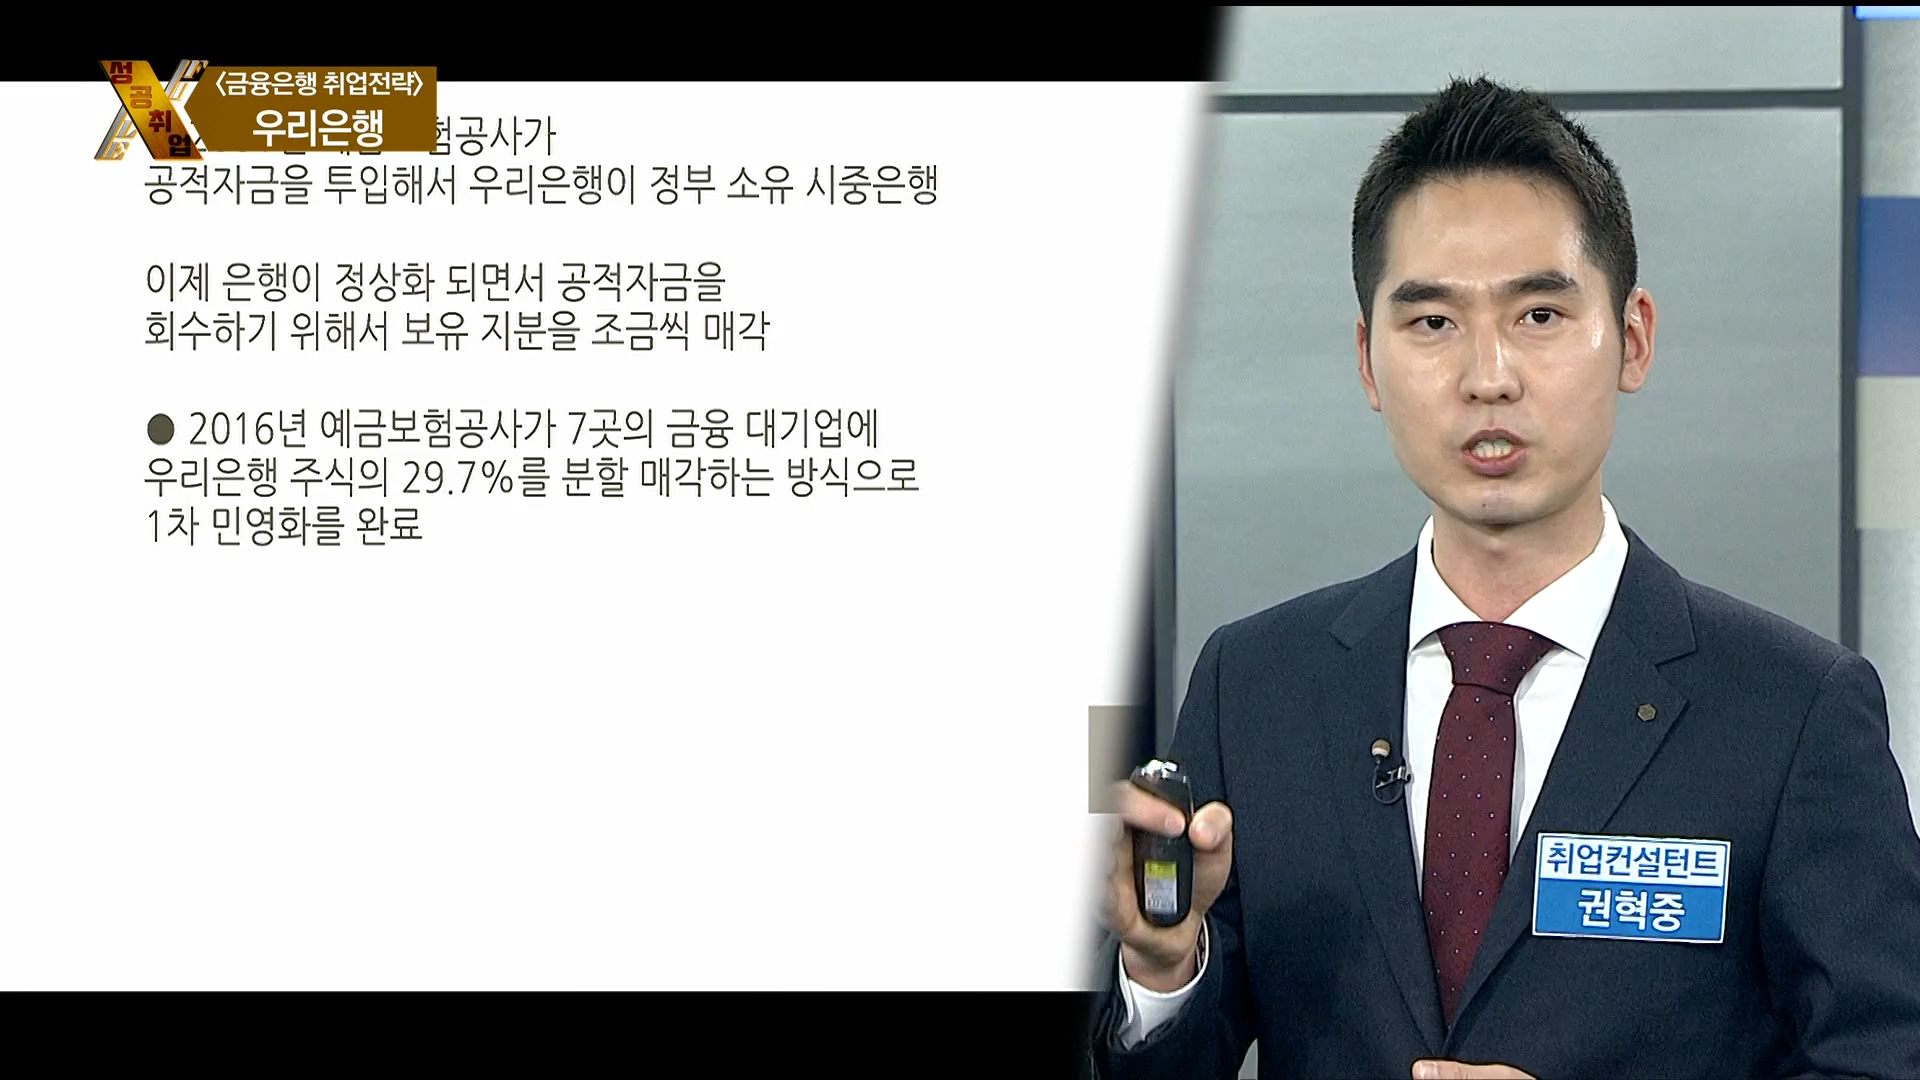 성공취업
<금융은행 취업전략>
우리은행
험공사가
공적자금을 투입해서 우리은행이 정부 소유 시중은행
이제 은행이 정상화 되면서 공적자금을
회수하기 위해서 보유 지분을 조금씩 매각
● 2016년 예금보험공사가 7곳의 금융 대기업에
우리은행 주식의 29.7%를 분할 매각하는 방식으로
1차 민영화를 완료
취업컨설턴트
권혁중